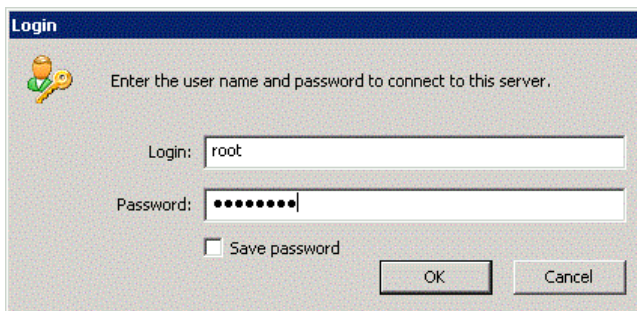 Login
Enter the user name and password to connect to this server.
Login: root
Password: ●●●●●●●●
Save password
OK Cancel